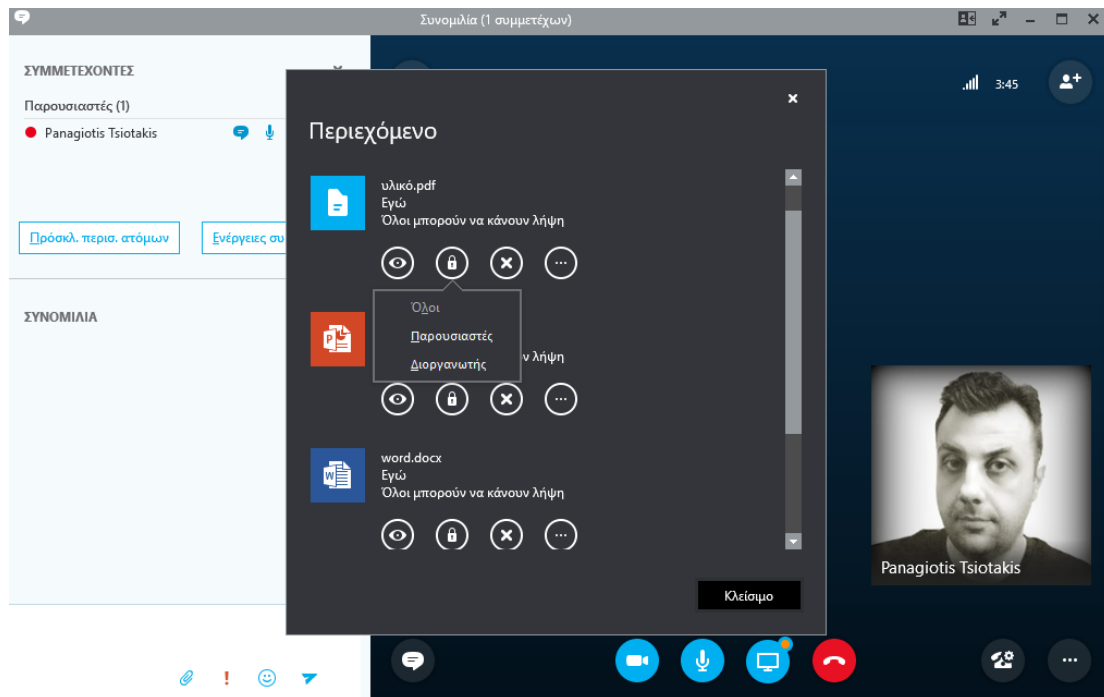 Συνομιλία (1 συμμετέχων)
ΣΥΜΜΕΤΕΧΟΝΤΕΣ
Παρουσιαστές (1)
Panagiotis Tsiotakis
Πρόσκλ. περισ. ατόμων
Ενέργειες συ
ΣΥΝΟΜΙΛΙΑ
3:45
Περιεχόμενο
υλικό.pdf
Εγώ
Όλοι μπορούν να κάνουν λήψη
Όλοι
Παρουσιαστές
Διοργανωτής
ν λήψη
word.docx
Εγώ
Όλοι μπορούν να κάνουν λήψη
Κλείσιμο
Panagiotis Tsiotakis